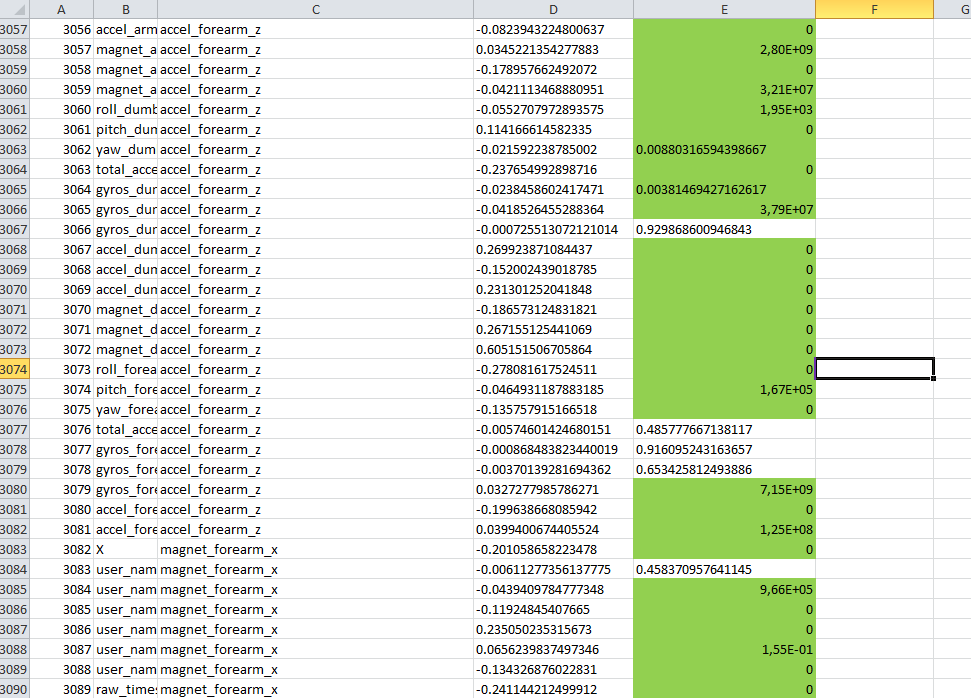 A B C D E F G
3057 3056 accel_arm accel_forearm_z -0.0823943224800637 0
3058 3057 magnet_a accel_forearm_z 0.0345221354277883 2,80E+09
3059 3058 magnet_a accel_forearm_z -0.178957662492072 0
3060 3059 magnet_a accel_forearm_z -0.0421113468880951 3,21E+07
3061 3060 roll_dumb accel_forearm_z -0.0552707972893575 1,95E+03
3062 3061 pitch_dun accel_forearm_z 0.114166614582335 0
3063 3062 yaw_dum accel_forearm_z -0.021592238785002 0.00880316594398667
3064 3063 total_acce accel_forearm_z -0.237654992898716 0
3065 3064 gyros_dur accel_forearm_z -0.0238458602417471 0.00381469427162617
3066 3065 gyros_dur accel_forearm_z -0.0418526455288364 3,79E+07
3067 3066 gyros_dur accel_forearm_z -0.000725513072121014 0.929868600946843
3068 3067 accel_dun accel_forearm_z 0.269923871084437 0
3069 3068 accel_dun accel_forearm_z -0.152002439018785 0
3070 3069 accel_dun accel_forearm_z 0.231301252041848 0
3071 3070 magnet_d accel_forearm_z -0.186573124831821 0
3072 3071 magnet_d accel_forearm_z 0.267155125441069 0
3073 3072 magnet_d accel_forearm_z 0.605151506705864 0
3074 3073 roll_forea accel_forearm_z -0.278081617524511 0
3075 3074 pitch_fore accel_forearm_z -0.0464931187883185 1,67E+05
3076 3075 yaw_forea accel_forearm_z -0.135757915166518 0
3077 3076 total_acce accel_forearm_z -0.00574601424680151 0.485777667138117
3078 3077 gyros_fore accel_forearm_z -0.000868483823440019 0.916095243163657
3079 3078 gyros_fore accel_forearm_z -0.00370139281694362 0.653425812493886
3080 3079 gyros_fore accel_forearm_z 0.0327277985786271 7,15E+09
3081 3080 accel_fore accel_forearm_z -0.199638668085942 0
3082 3081 accel_fore accel_forearm_z 0.0399400674405524 1,25E+08
3083 3082 X magnet_forearm_x -0.201058658223478 0
3084 3083 user_nam magnet_forearm_x -0.00611277356137775 0.458370957641145
3085 3084 user_nam magnet_forearm_x -0.0439409784777348 9,66E+05
3086 3085 user_nam magnet_forearm_x -0.11924845407665 0
3087 3086 user_nam magnet_forearm_x 0.235050235315673 0
3088 3087 user_nam magnet_forearm_x 0.0656239837497346 1,55E-01
3089 3088 user_nam magnet_forearm_x -0.134326876022831 0
3090 3089 raw_times magnet_forearm_x -0.241144212499912 0